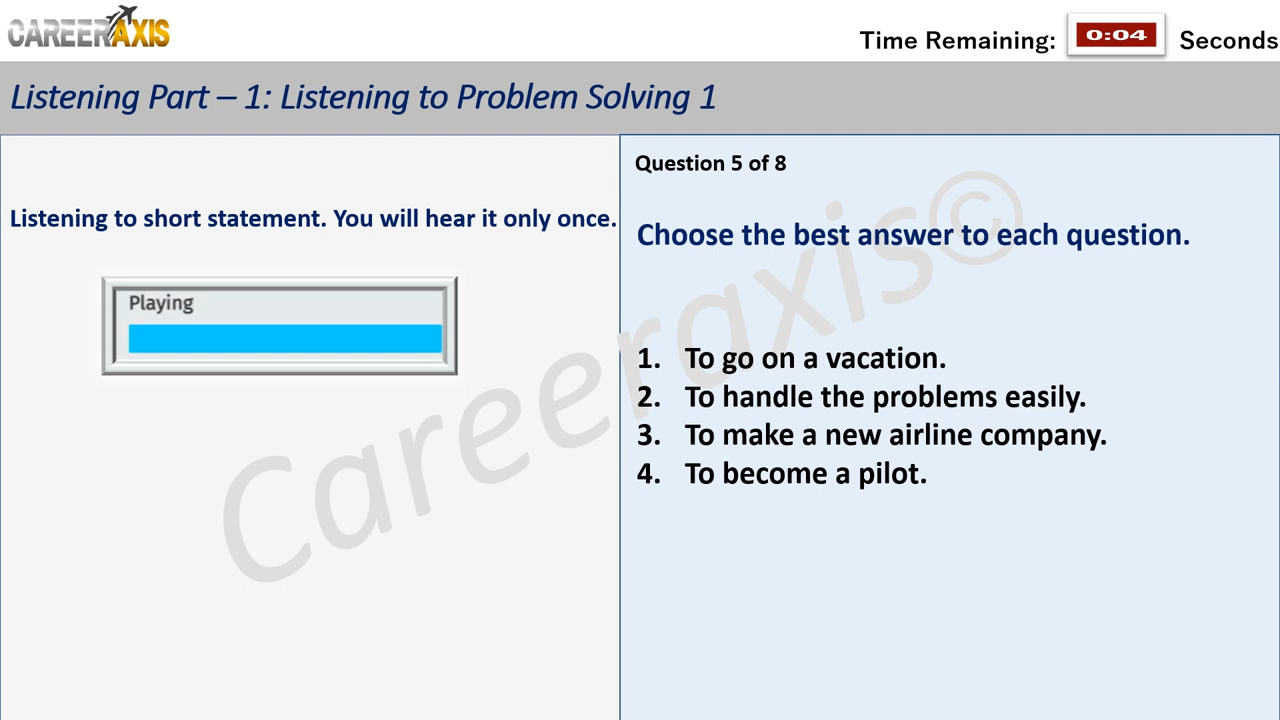 CAREERAXIS
Time Remaining: 0:04 Seconds
Listening Part – 1: Listening to Problem Solving 1
Listening to short statement. You will hear it only once.
Playing
Question 5 of 8
Choose the best answer to each question.
1. To go on a vacation.
2. To handle the problems easily.
3. To make a new airline company.
4. To become a pilot.
Careeraxis©